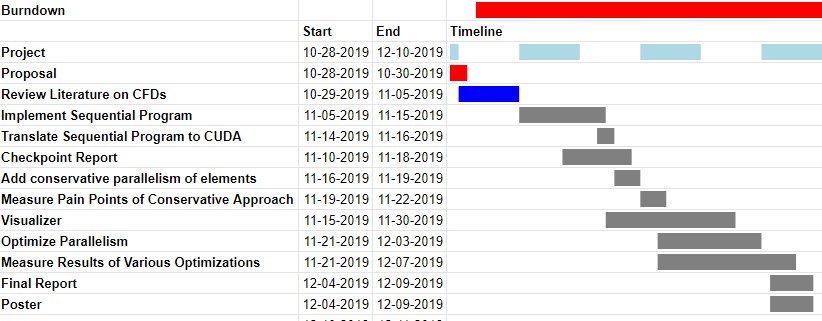 Burndown
Start End Timeline
Project 10-28-2019 12-10-2019
Proposal 10-28-2019 10-30-2019
Review Literature on CFDs 10-29-2019 11-05-2019
Implement Sequential Program 11-05-2019 11-15-2019
Translate Sequential Program to CUDA 11-14-2019 11-16-2019
Checkpoint Report 11-10-2019 11-18-2019
Add conservative parallelism of elements 11-16-2019 11-19-2019
Measure Pain Points of Conservative Approach 11-19-2019 11-22-2019
Visualizer 11-15-2019 11-30-2019
Optimize Parallelism 11-21-2019 12-03-2019
Measure Results of Various Optimizations 11-21-2019 12-07-2019
Final Report 12-04-2019 12-09-2019
Poster 12-04-2019 12-09-2019